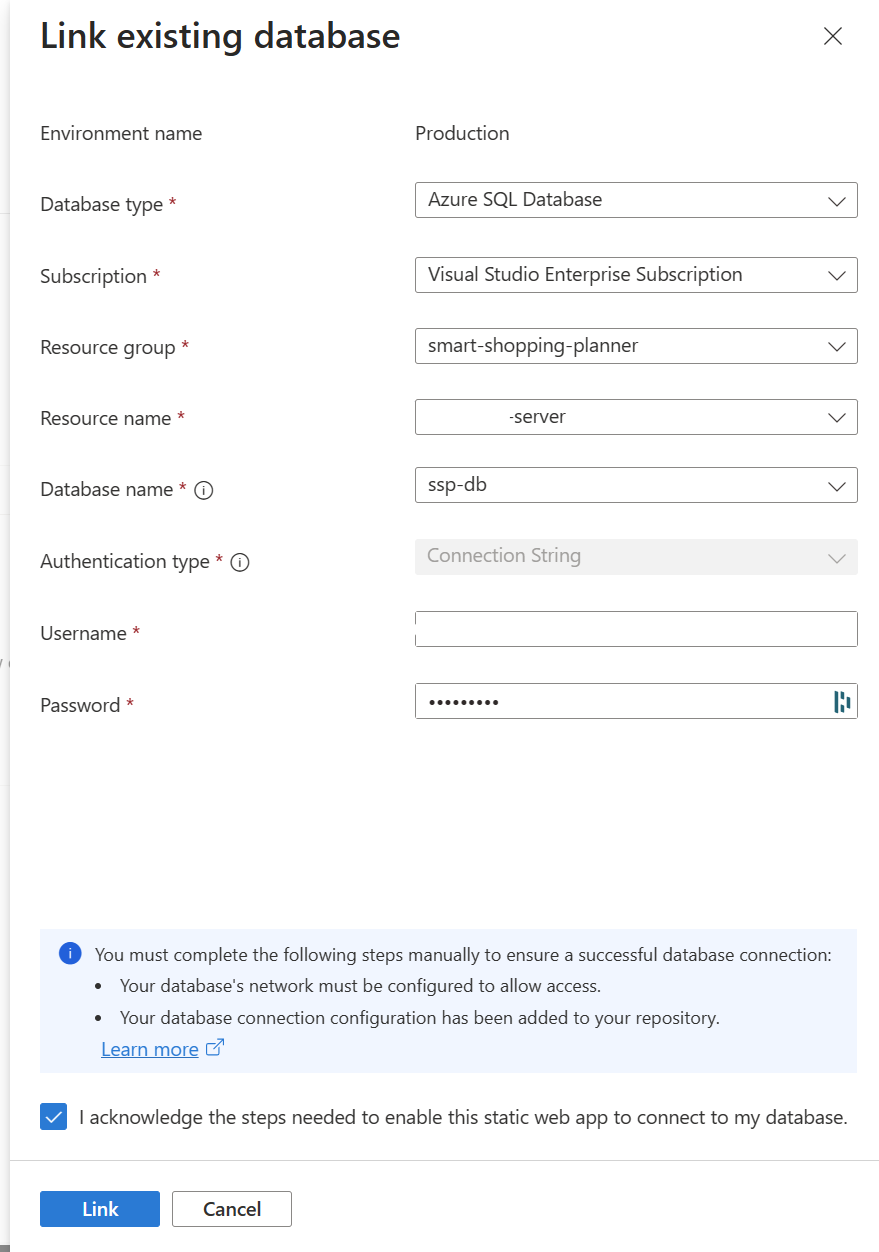 Link existing database
Environment name Production
Database type * Azure SQL Database
Subscription * Visual Studio Enterprise Subscription
Resource group * smart-shopping-planner
Resource name * -server
Database name * ssp-db
Authentication type * Connection String
Username *
Password * •••••••••
You must complete the following steps manually to ensure a successful database connection:
• Your database's network must be configured to allow access.
• Your database connection configuration has been added to your repository.
Learn more
I acknowledge the steps needed to enable this static web app to connect to my database.
Link Cancel